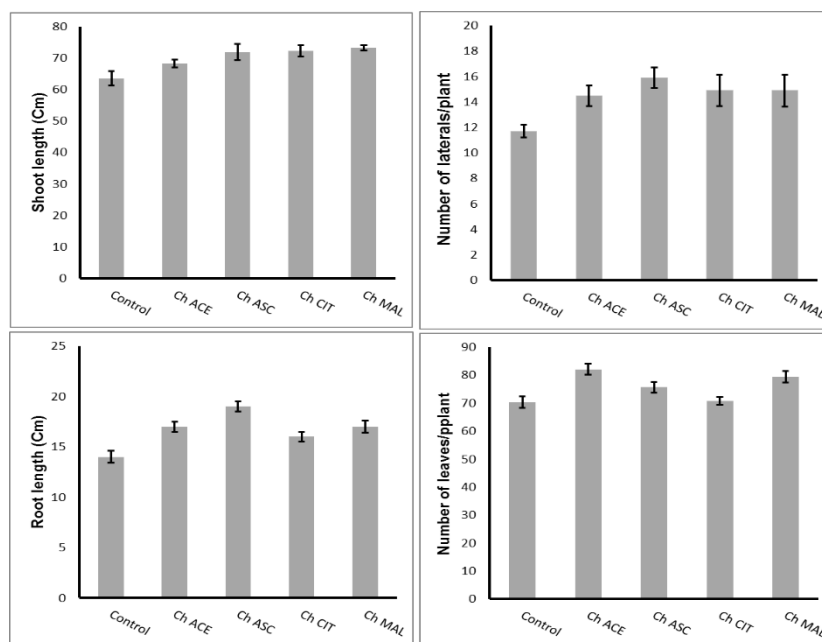 Shoot length (Cm)
80
70
60
50
40
30
20
10
0
Control
Ch ACE
Ch ASC
Ch CIT
Ch MAL
Number of laterals/plant
20
18
16
14
12
10
8
6
4
2
0
Control
Ch ACE
Ch ASC
Ch CIT
Ch MAL
Root length (Cm)
25
20
15
10
5
0
Control
Ch ACE
Ch ASC
Ch CIT
Ch MAL
Number of leaves/pplant
90
80
70
60
50
40
30
20
10
0
Control
Ch ACE
Ch ASC
Ch CIT
Ch MAL